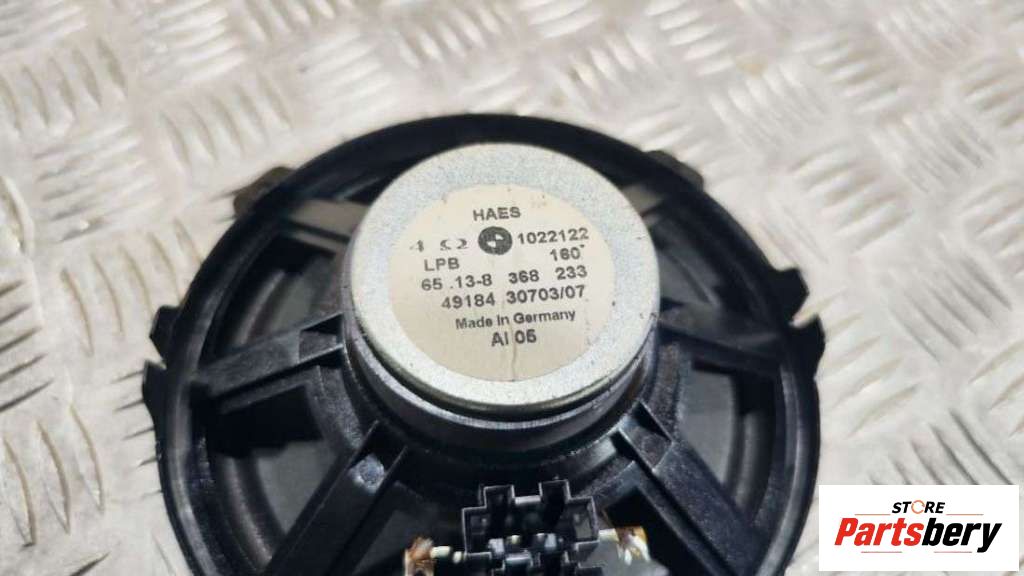 HAES
4 Ω 1022122
LPB 160°
65 .13-8 368 233
49184 30703/07
Made in Germany
AI 05
STORE
Partsbery